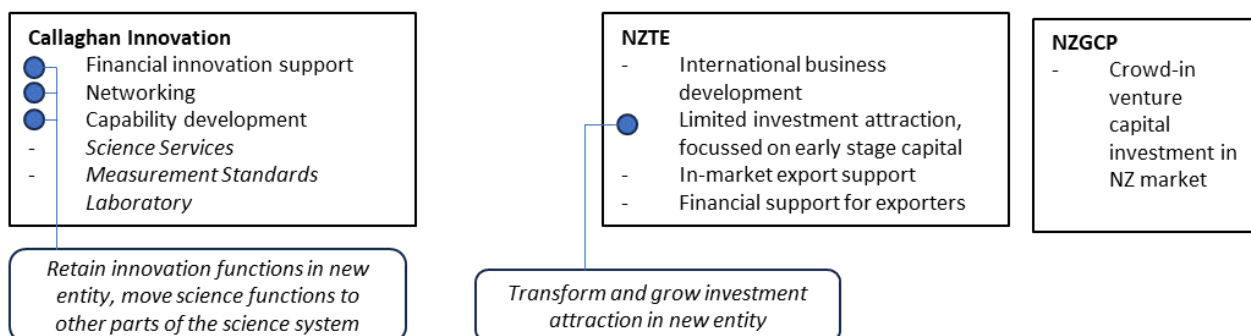 Callaghan Innovation
Financial innovation support
Networking
Capability development
- Science Services
- Measurement Standards
Laboratory
Retain innovation functions in new
entity, move science functions to
other parts of the science system
NZTE
- International business
development
Limited investment attraction,
focussed on early stage capital
- In-market export support
- Financial support for exporters
Transform and grow investment
attraction in new entity
NZGCP
- Crowd-in
venture
capital
investment in
NZ market